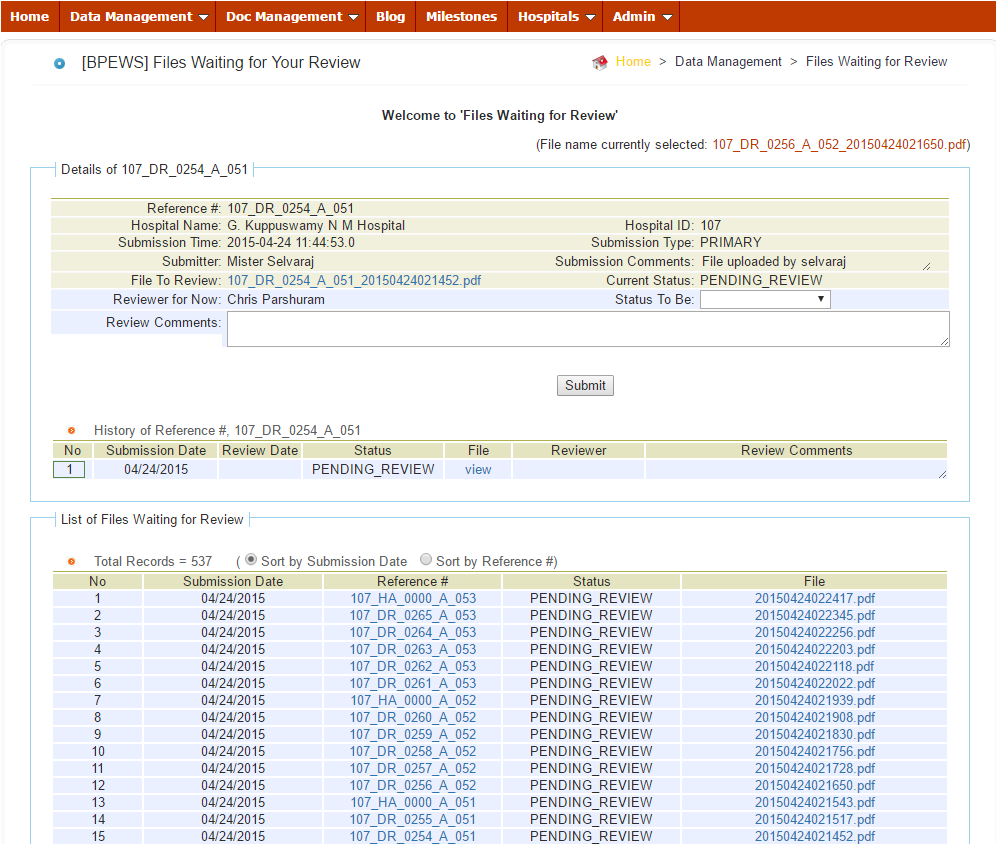 Home Data Management Doc Management Blog Milestones Hospitals Admin
[BPEWS] Files Waiting for Your Review
Home > Data Management > Files Waiting for Review
Welcome to 'Files Waiting for Review'
(File name currently selected: 107_DR_0256_A_052_20150424021650.pdf)
Details of 107_DR_0254_A_051
Reference #: 107_DR_0254_A_051
Hospital Name: G. Kuppuswamy N M Hospital Hospital ID: 107
Submission Time: 2015-04-24 11:44:53.0 Submission Type: PRIMARY
Submitter: Mister Selvaraj Submission Comments: File uploaded by selvaraj
File To Review: 107_DR_0254_A_051_20150424021452.pdf Current Status: PENDING_REVIEW
Reviewer for Now: Chris Parshuram Status To Be:
Review Comments:
Submit
History of Reference #, 107_DR_0254_A_051
No Submission Date Review Date Status File Reviewer Review Comments
1 04/24/2015 PENDING_REVIEW view
List of Files Waiting for Review
Total Records = 537 ( Sort by Submission Date Sort by Reference #)
No Submission Date Reference # Status File
1 04/24/2015 107_HA_0000_A_053 PENDING_REVIEW 20150424022417.pdf
2 04/24/2015 107_DR_0265_A_053 PENDING_REVIEW 20150424022345.pdf
3 04/24/2015 107_DR_0264_A_053 PENDING_REVIEW 20150424022256.pdf
4 04/24/2015 107_DR_0263_A_053 PENDING_REVIEW 20150424022203.pdf
5 04/24/2015 107_DR_0262_A_053 PENDING_REVIEW 20150424022118.pdf
6 04/24/2015 107_DR_0261_A_053 PENDING_REVIEW 20150424022022.pdf
7 04/24/2015 107_HA_0000_A_052 PENDING_REVIEW 20150424021939.pdf
8 04/24/2015 107_DR_0260_A_052 PENDING_REVIEW 20150424021908.pdf
9 04/24/2015 107_DR_0259_A_052 PENDING_REVIEW 20150424021830.pdf
10 04/24/2015 107_DR_0258_A_052 PENDING_REVIEW 20150424021756.pdf
11 04/24/2015 107_DR_0257_A_052 PENDING_REVIEW 20150424021728.pdf
12 04/24/2015 107_DR_0256_A_052 PENDING_REVIEW 20150424021650.pdf
13 04/24/2015 107_HA_0000_A_051 PENDING_REVIEW 20150424021543.pdf
14 04/24/2015 107_DR_0255_A_051 PENDING_REVIEW 20150424021517.pdf
15 04/24/2015 107_DR_0254_A_051 PENDING_REVIEW 20150424021452.pdf